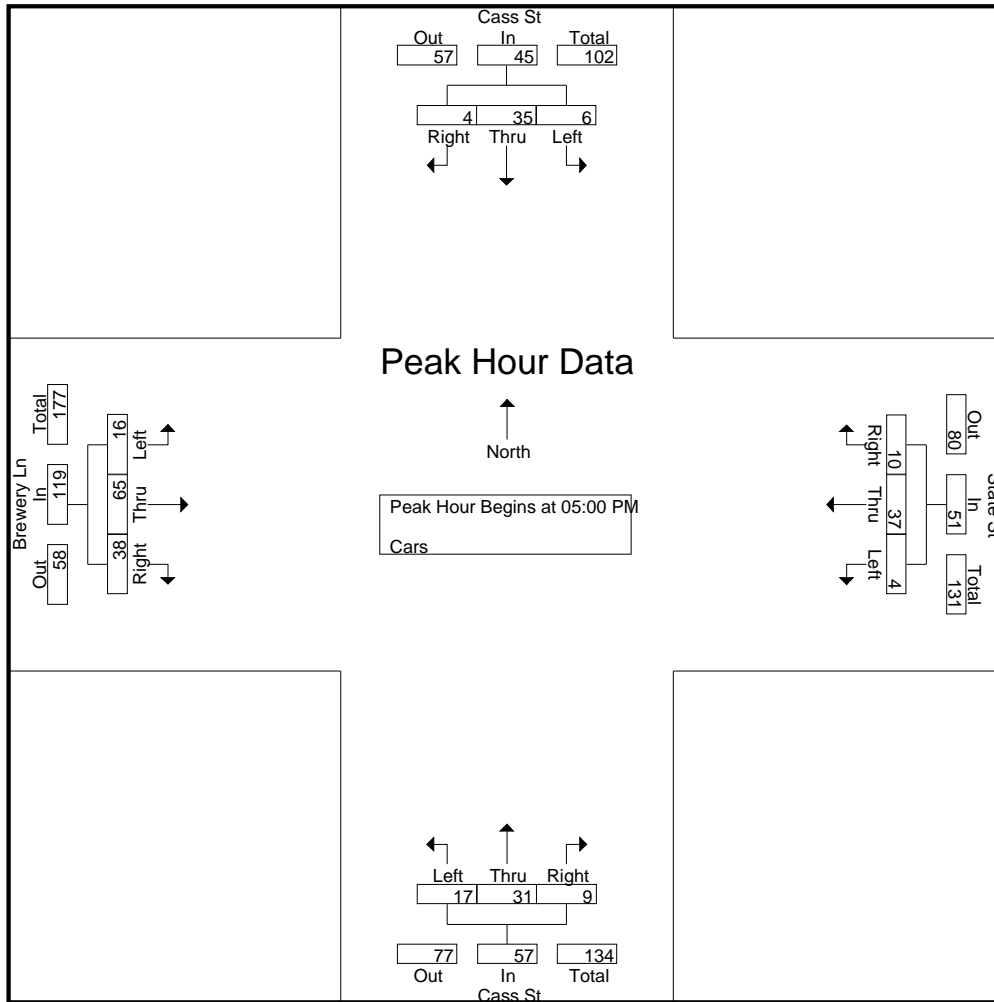 Cass St
Out In Total
57 45 102
4 35 6
Right Thru Left
Peak Hour Data
North
Peak Hour Begins at 05:00 PM
Cars
Brewery Ln
Total In Out
177 119 58
16 65 38
Left Thru Right
State St
Out In Total
80 51 131
10 37 4
Right Thru Left
Left Thru Right
17 31 9
77 57 134
Out In Total
Cass St